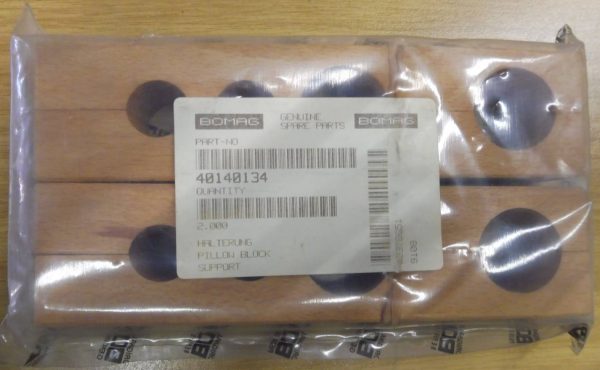 BOMAG GENUINE SPARE PARTS BOMAG
PART-NO
40140134
QUANTITY
2.000
HALTERUNG
PILLOW BLOCK
SUPPORT